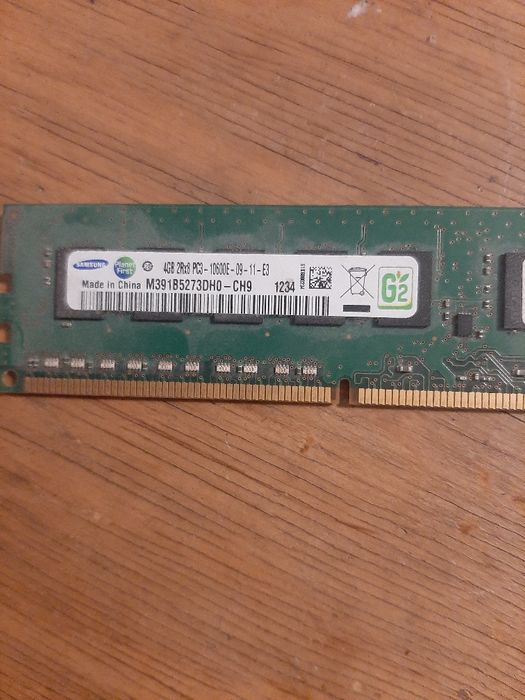 SAMSUNG
Planet
First
4GB 2Rx8 PC3-10600E-09-11-E3
Made in China M391B5273DH0-CH9 1234
G2